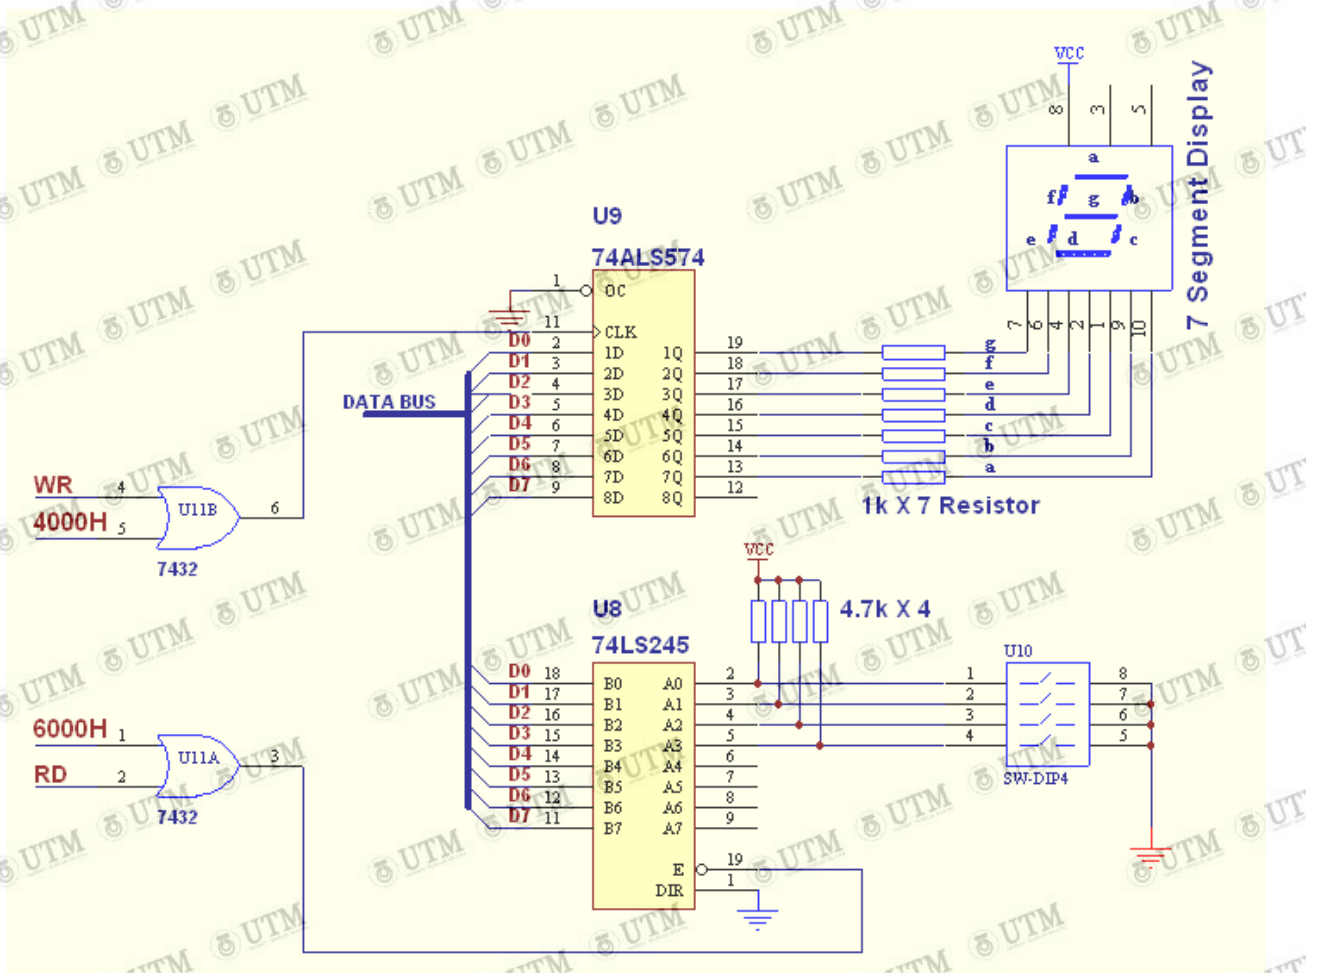 VCC
8
3
5
7 Segment Display
a
f
g
b
e
d
c
7
6
4
2
1
9
10
U9
74ALS574
1
OC
11
CLK
D0 2 1D 1Q 19 g
D1 3 2D 2Q 18 f
D2 4 3D 3Q 17 e
D3 5 4D 4Q 16 d
D4 6 5D 5Q 15 c
D5 7 6D 6Q 14 b
D6 8 7D 7Q 13 a
D7 9 8D 8Q 12
DATA BUS
1k X 7 Resistor
WR 4
4000H 5
U11B
6
7432
VCC
4.7k X 4
U8
74LS245
D0 18 B0 A0 2
D1 17 B1 A1 3
D2 16 B2 A2 4
D3 15 B3 A3 5
D4 14 B4 A4 6
D5 13 B5 A5 7
D6 12 B6 A6 8
D7 11 B7 A7 9
E 19
DIR 1
U10
1 8
2 7
3 6
4 5
SW-DIP4
6000H 1
RD 2
U11A
3
7432
UTM